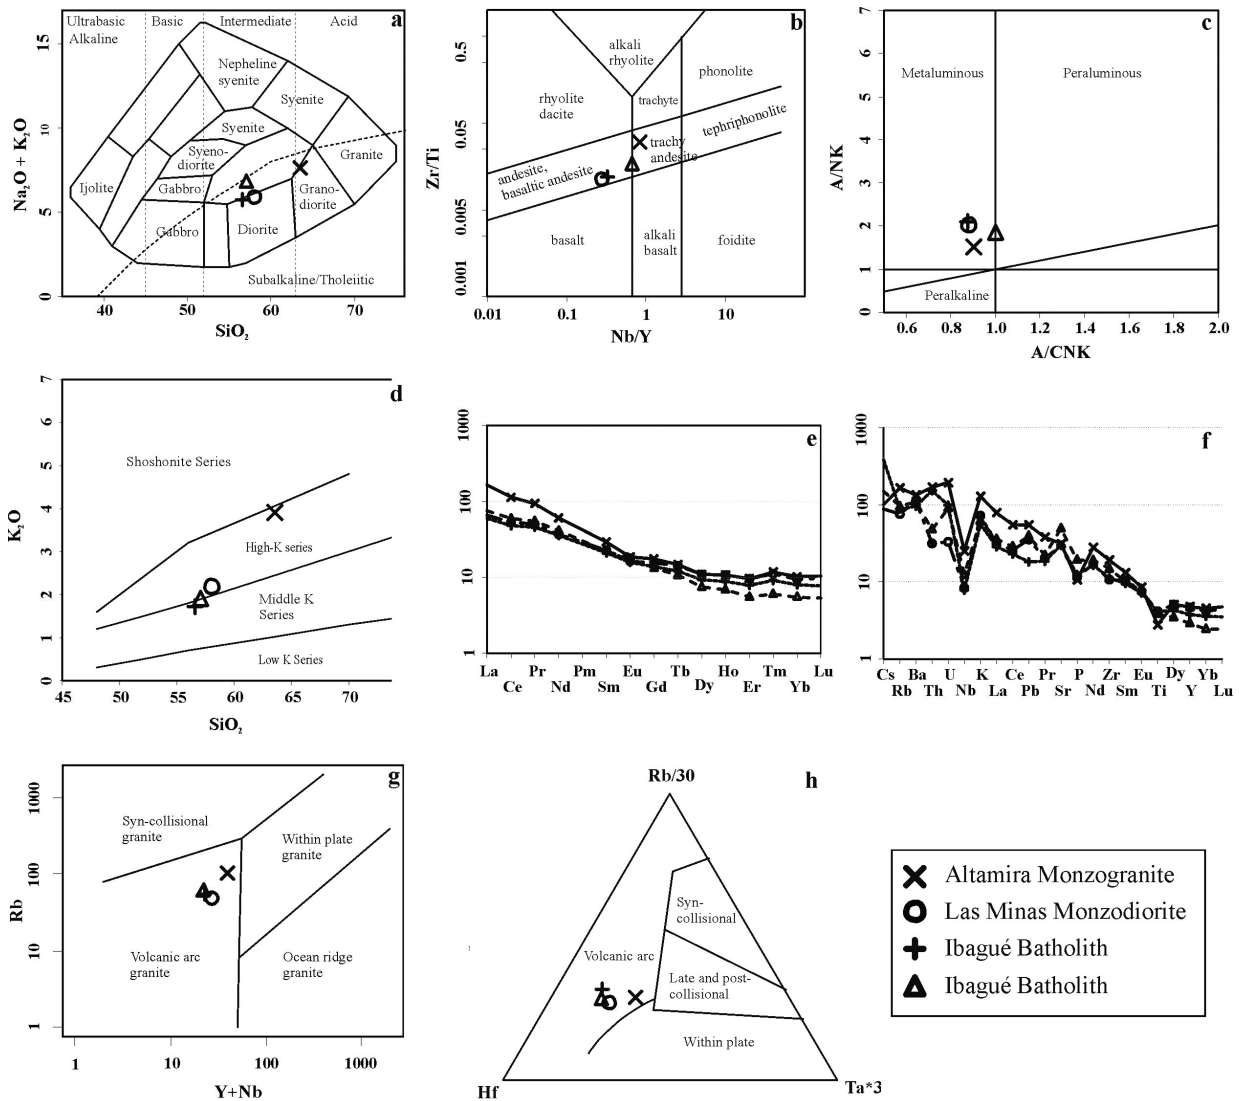 a
Ultrabasic
Basic
Intermediate
Acid
Alkaline
Nepheline
syenite
Syenite
Syenite
Syeno-
diorite
Granite
Ijolite
Gabbro
Grano-
diorite
Gabbro
Diorite
Subalkaline/Tholeiitic
Na₂O + K₂O
0
5
10
15
40
50
60
70
SiO₂
b
alkali
rhyolite
phonolite
rhyolite
dacite
trachyte
tephriphonolite
trachy
andesite
andesite,
basaltic andesite
basalt
alkali
basalt
foidite
Zr/Ti
0.001
0.005
0.05
0.5
0.01
0.1
1
10
Nb/Y
c
Metaluminous
Peraluminous
Peralkaline
A/NK
0
1
2
3
4
5
6
7
0.6
0.8
1.0
1.2
1.4
1.6
1.8
2.0
A/CNK
d
Shoshonite Series
High-K series
Middle K
Series
Low K Series
K₂O
0
1
2
3
4
5
6
7
45
50
55
60
65
70
SiO₂
e
1
10
100
1000
La
Ce
Pr
Nd
Pm
Sm
Eu
Gd
Tb
Dy
Ho
Er
Tm
Yb
Lu
f
1
10
100
1000
Cs
Rb
Ba
Th
U
Nb
K
La
Ce
Pb
Pr
Sr
P
Nd
Zr
Sm
Eu
Ti
Dy
Y
Yb
Lu
g
Syn-collisional
granite
Within plate
granite
Volcanic arc
granite
Ocean ridge
granite
Rb
1
10
100
1000
1
10
100
1000
Y+Nb
h
Rb/30
Syn-
collisional
Volcanic arc
Late and post-
collisional
Within plate
Hf
Ta*3
Altamira Monzogranite
Las Minas Monzodiorite
Ibagué Batholith
Ibagué Batholith